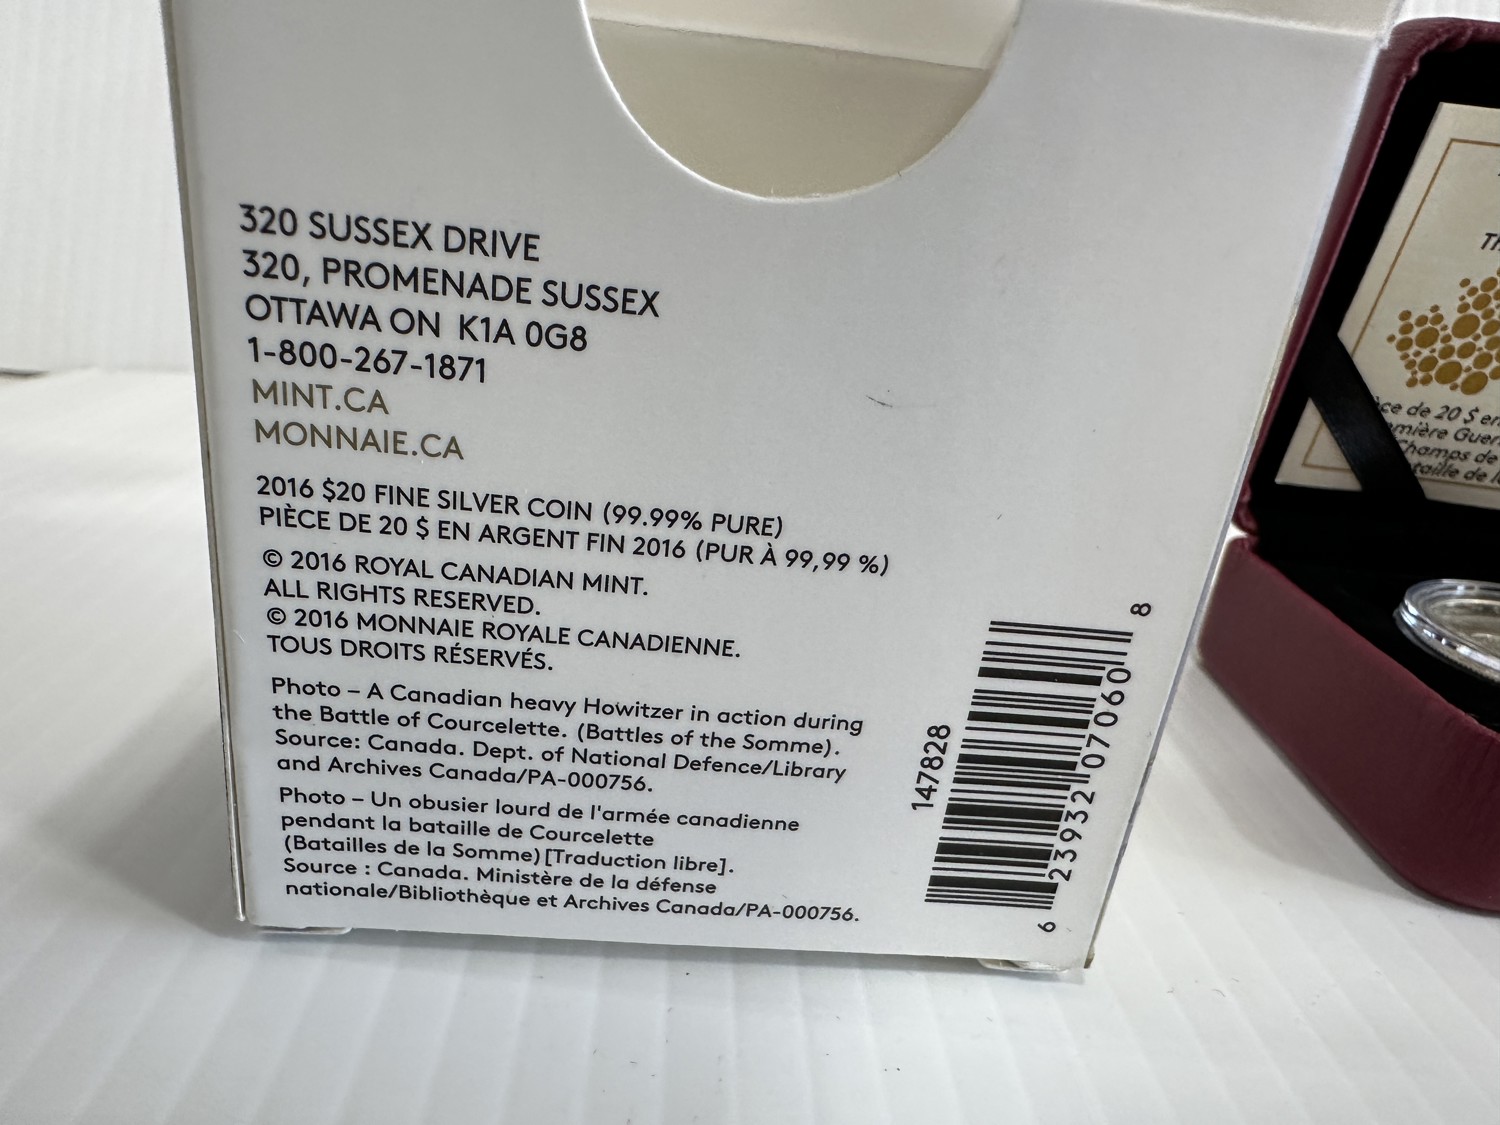 320 SUSSEX DRIVE
320, PROMENADE SUSSEX
OTTAWA ON K1A 0G8
1-800-267-1871
MINT.CA
MONNAIE.CA
2016 $20 FINE SILVER COIN (99.99% PURE)
PIÈCE DE 20 $ EN ARGENT FIN 2016 (PUR À 99,99 %)
© 2016 ROYAL CANADIAN MINT.
ALL RIGHTS RESERVED.
© 2016 MONNAIE ROYALE CANADIENNE.
TOUS DROITS RÉSERVÉS.
Photo – A Canadian heavy Howitzer in action during
the Battle of Courcelette. (Battles of the Somme).
Source: Canada. Dept. of National Defence/Library
and Archives Canada/PA-000756.
Photo – Un obusier lourd de l'armée canadienne
pendant la bataille de Courcelette
(Batailles de la Somme) [Traduction libre].
Source : Canada. Ministère de la défense
nationale/Bibliothèque et Archives Canada/PA-000756.
147828
6 23932 07060 8
de 20 $ en
Champs de